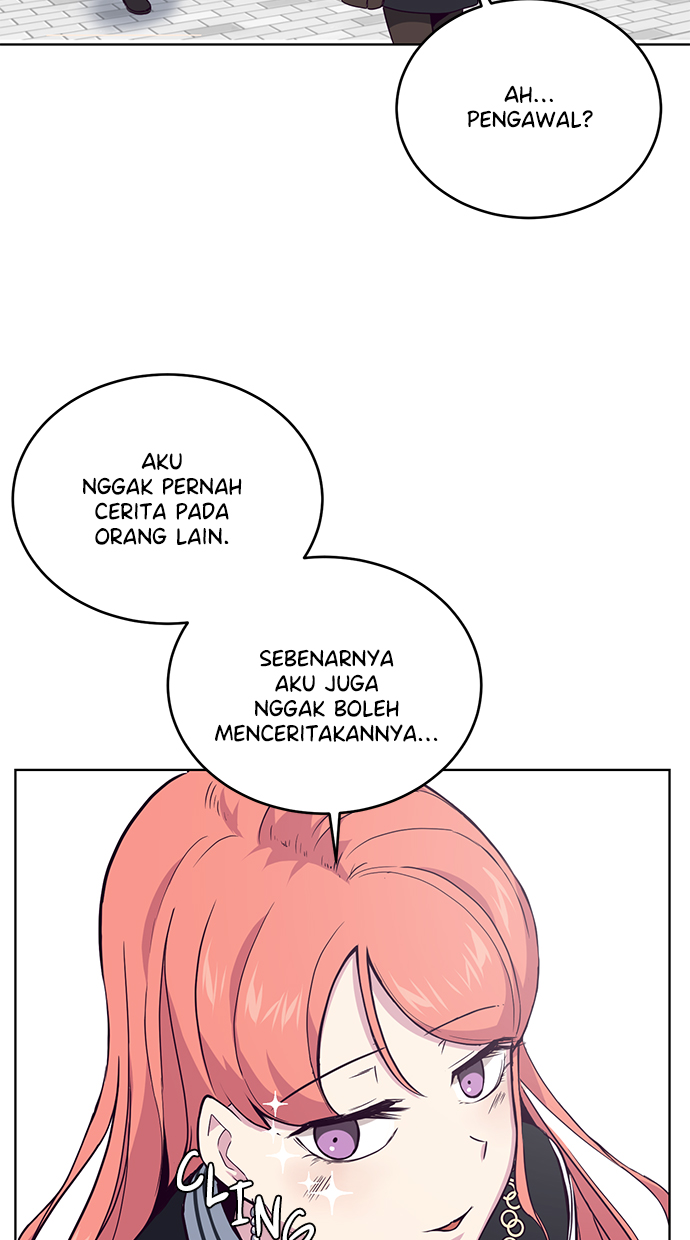 AH...
PENGAWAL?
AKU
NGGAK PERNAH
CERITA PADA
ORANG LAIN.
SEBENARNYA
AKU JUGA
NGGAK BOLEH
MENCERITAKANNYA...
CLING